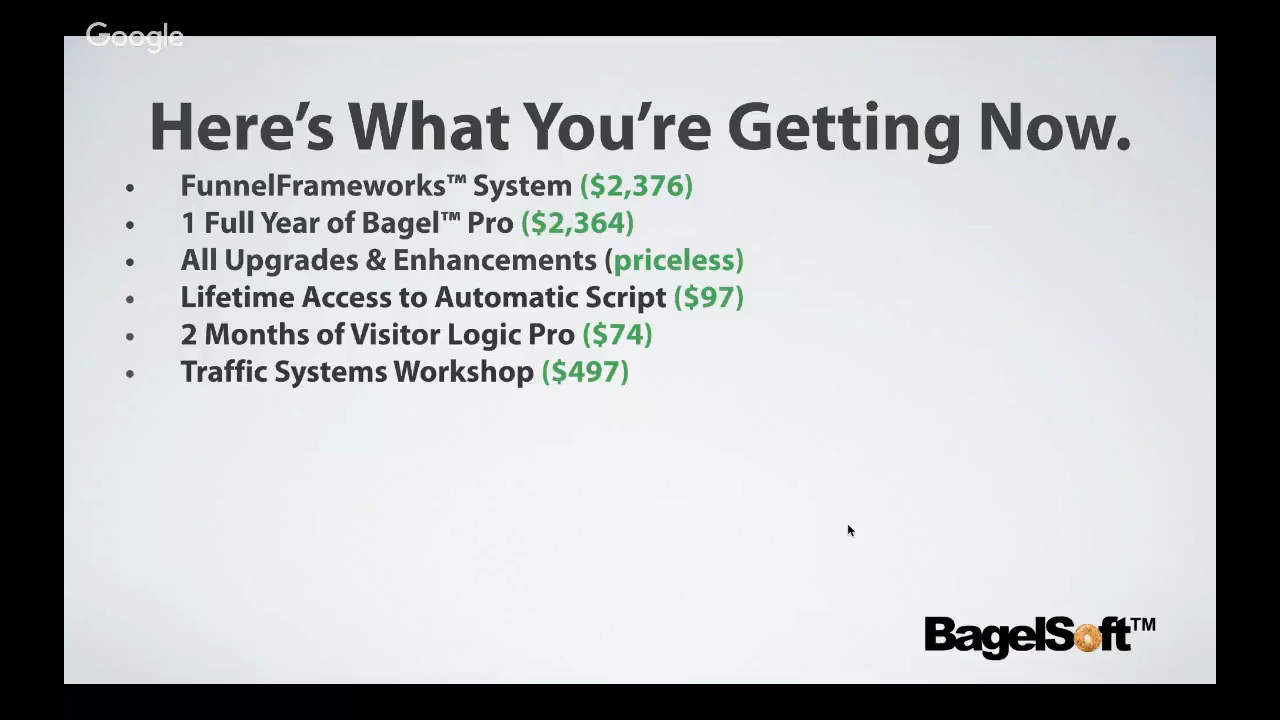 Google
Here’s What You’re Getting Now.
• FunnelFrameworks™ System ($2,376)
• 1 Full Year of Bagel™ Pro ($2,364)
• All Upgrades & Enhancements (priceless)
• Lifetime Access to Automatic Script ($97)
• 2 Months of Visitor Logic Pro ($74)
• Traffic Systems Workshop ($497)
BagelSoft™